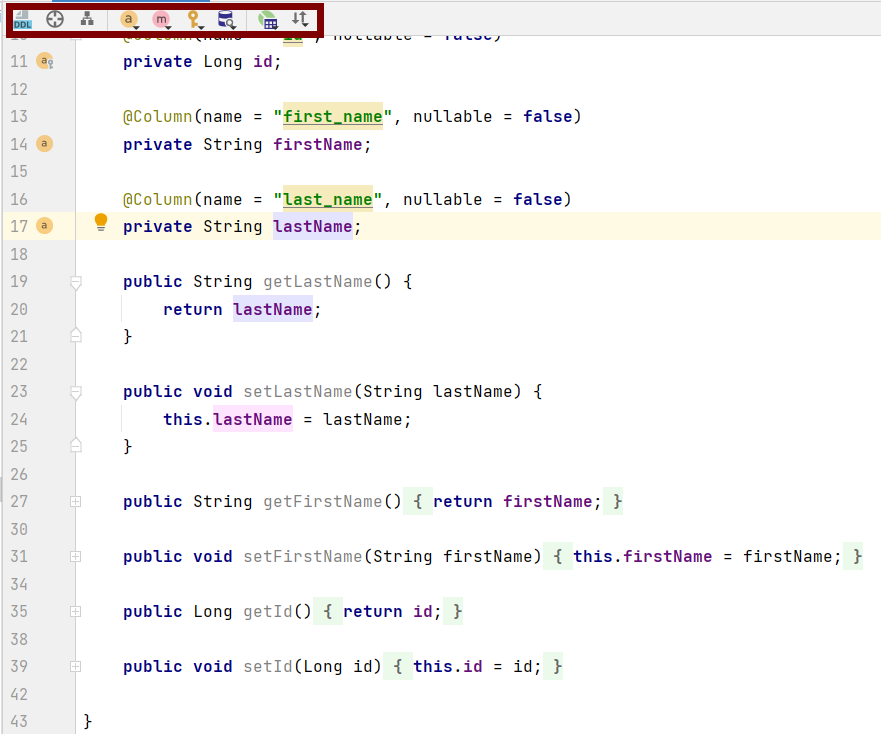 DDL a m
10 @Column(name = "id", nullable = false)
11 a private Long id;
12
13 @Column(name = "first_name", nullable = false)
14 a private String firstName;
15
16 @Column(name = "last_name", nullable = false)
17 a private String lastName;
18
19 public String getLastName() {
20 return lastName;
21 }
22
23 public void setLastName(String lastName) {
24 this.lastName = lastName;
25 }
26
27 public String getFirstName() { return firstName; }
30
31 public void setFirstName(String firstName) { this.firstName = firstName; }
34
35 public Long getId() { return id; }
38
39 public void setId(Long id) { this.id = id; }
42
43 }